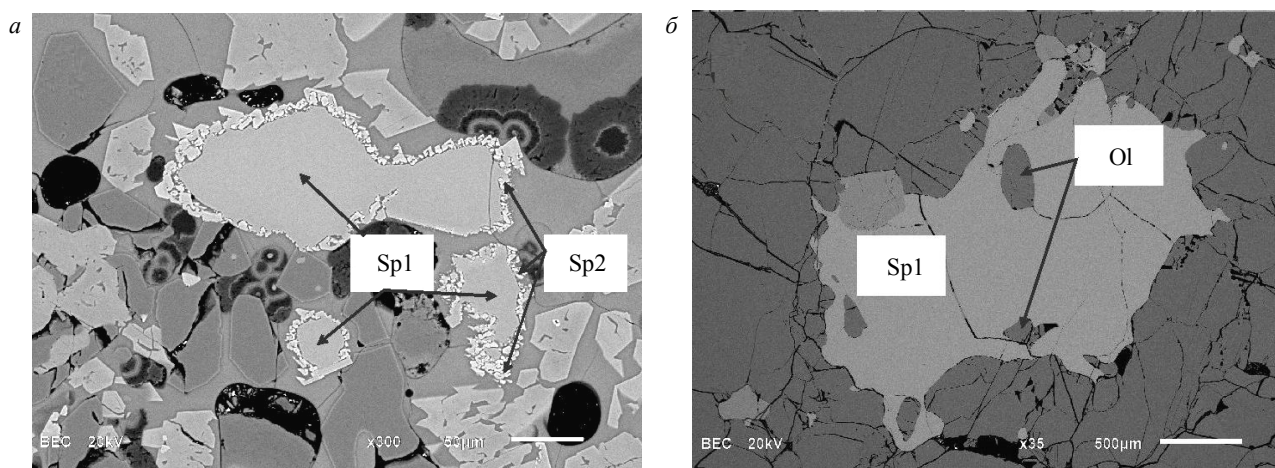 а
б
Sp1
Sp2
Ol
Sp1
BEC 20kV x300 50µm
BEC 20kV x35 500µm